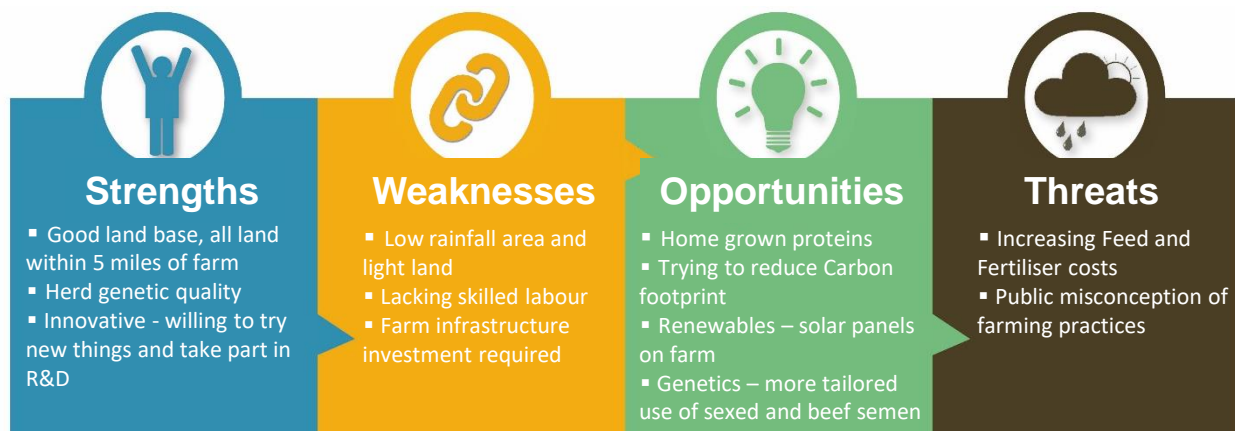 Strengths
▪ Good land base, all land
within 5 miles of farm
▪ Herd genetic quality
▪ Innovative - willing to try
new things and take part in
R&D
Weaknesses
▪ Low rainfall area and
light land
▪ Lacking skilled labour
▪ Farm infrastructure
investment required
Opportunities
▪ Home grown proteins
▪ Trying to reduce Carbon
footprint
▪ Renewables – solar panels
on farm
▪ Genetics – more tailored
use of sexed and beef semen
Threats
▪ Increasing Feed and
Fertiliser costs
▪ Public misconception of
farming practices